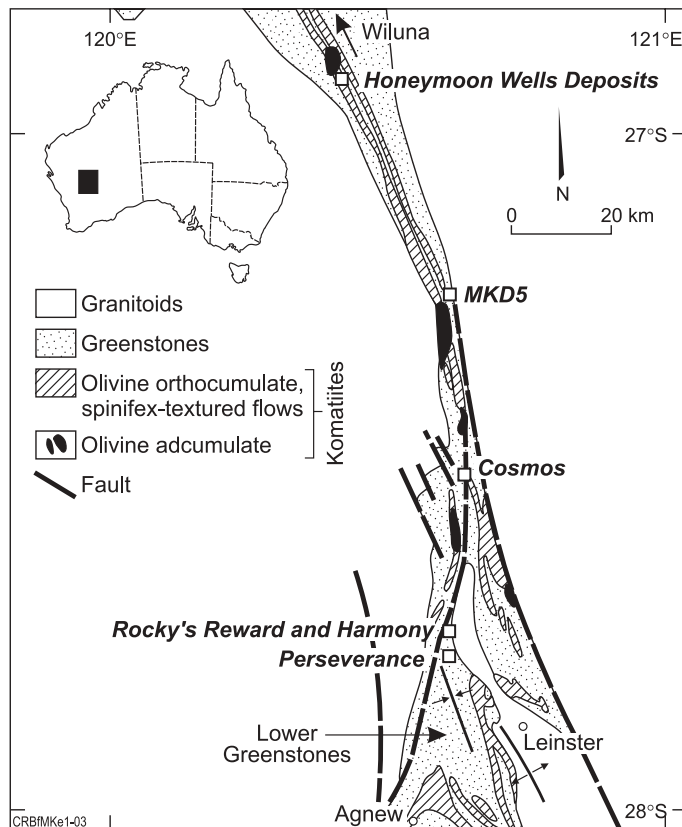 120°E
121°E
Wiluna
Honeymoon Wells Deposits
27°S
N
0 20 km
MKD5
Granitoids
Greenstones
Olivine orthocumulate,
spinifex-textured flows
Olivine adcumulate
Komatiites
Fault
Cosmos
Rocky's Reward and Harmony
Perseverance
Lower
Greenstones
Leinster
Agnew
28°S
CRBfMKe1-03